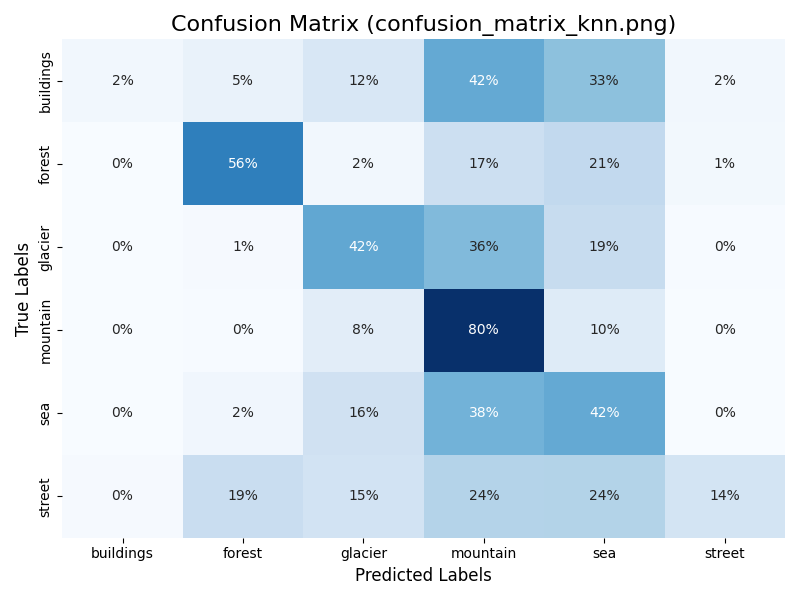 Confusion Matrix (confusion_matrix_knn.png)
True Labels
buildings 2% 5% 12% 42% 33% 2%
forest 0% 56% 2% 17% 21% 1%
glacier 0% 1% 42% 36% 19% 0%
mountain 0% 0% 8% 80% 10% 0%
sea 0% 2% 16% 38% 42% 0%
street 0% 19% 15% 24% 24% 14%
buildings forest glacier mountain sea street
Predicted Labels